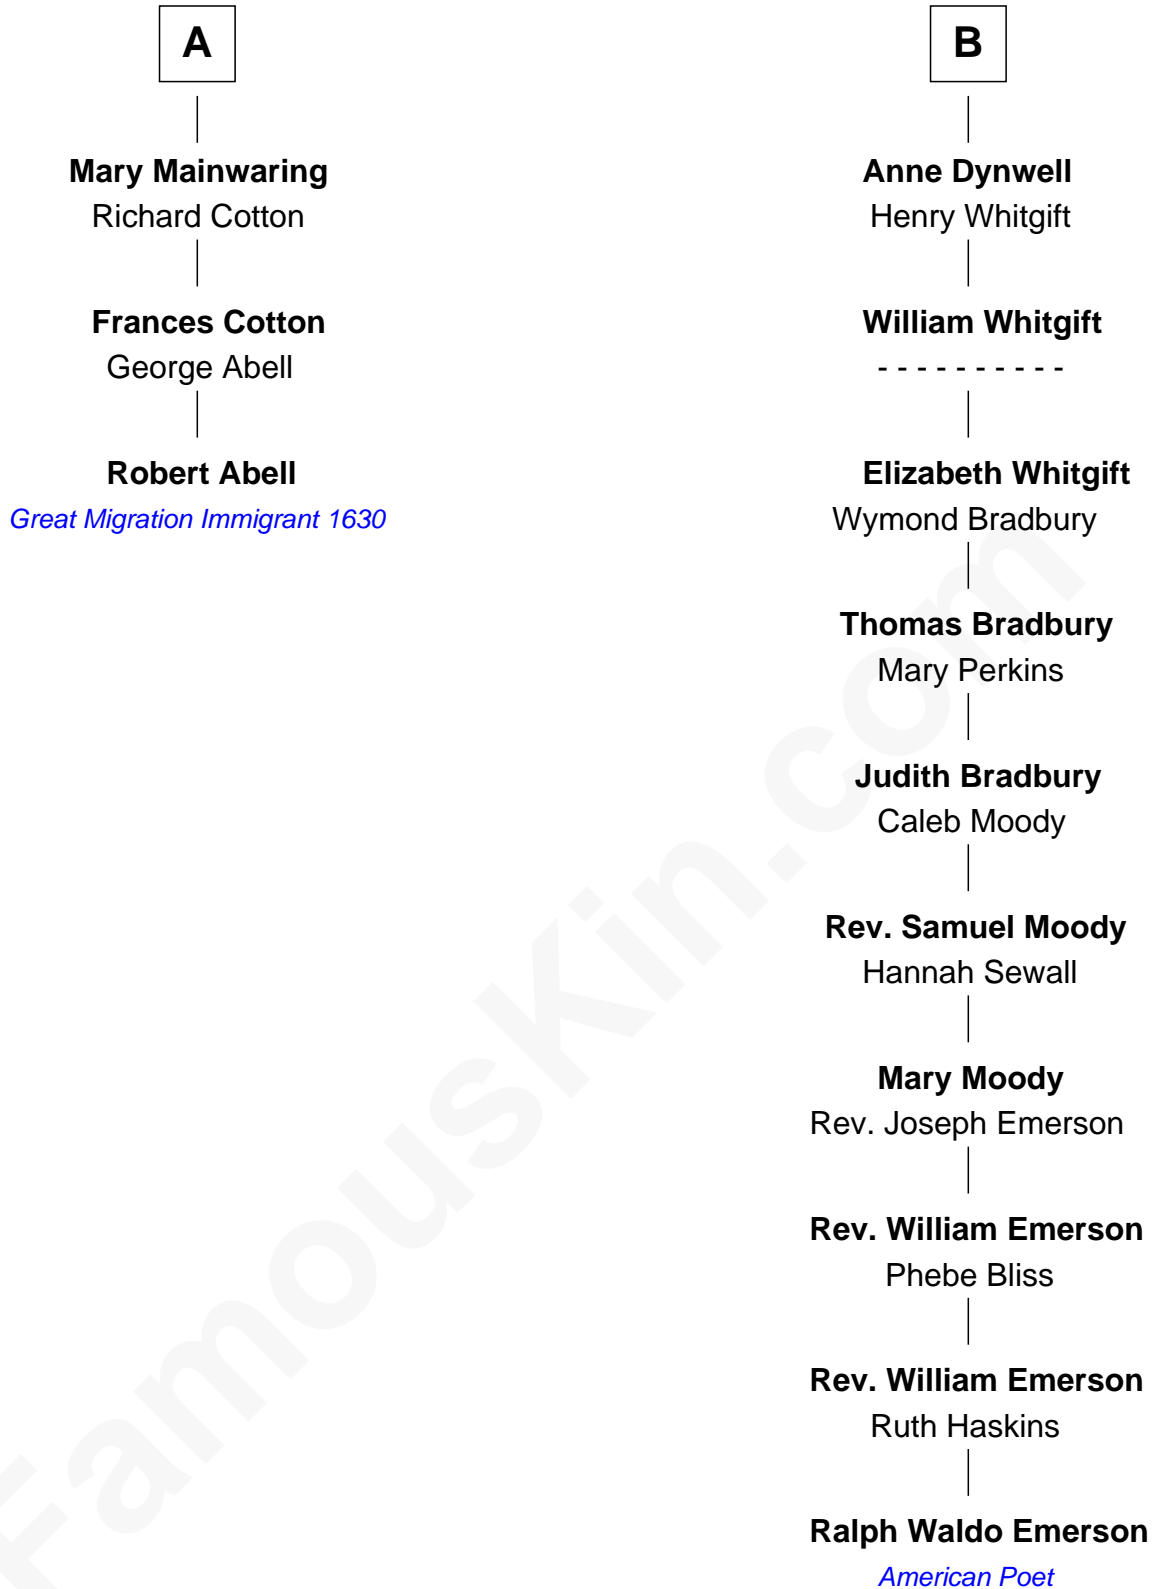 A
Mary Mainwaring
Richard Cotton
Frances Cotton
George Abell
Robert Abell
Great Migration Immigrant 1630
B
Anne Dynwell
Henry Whitgift
William Whitgift
- - - - - - - - - -
Elizabeth Whitgift
Wymond Bradbury
Thomas Bradbury
Mary Perkins
Judith Bradbury
Caleb Moody
Rev. Samuel Moody
Hannah Sewall
Mary Moody
Rev. Joseph Emerson
Rev. William Emerson
Phebe Bliss
Rev. William Emerson
Ruth Haskins
Ralph Waldo Emerson
American Poet
FamousKin.com